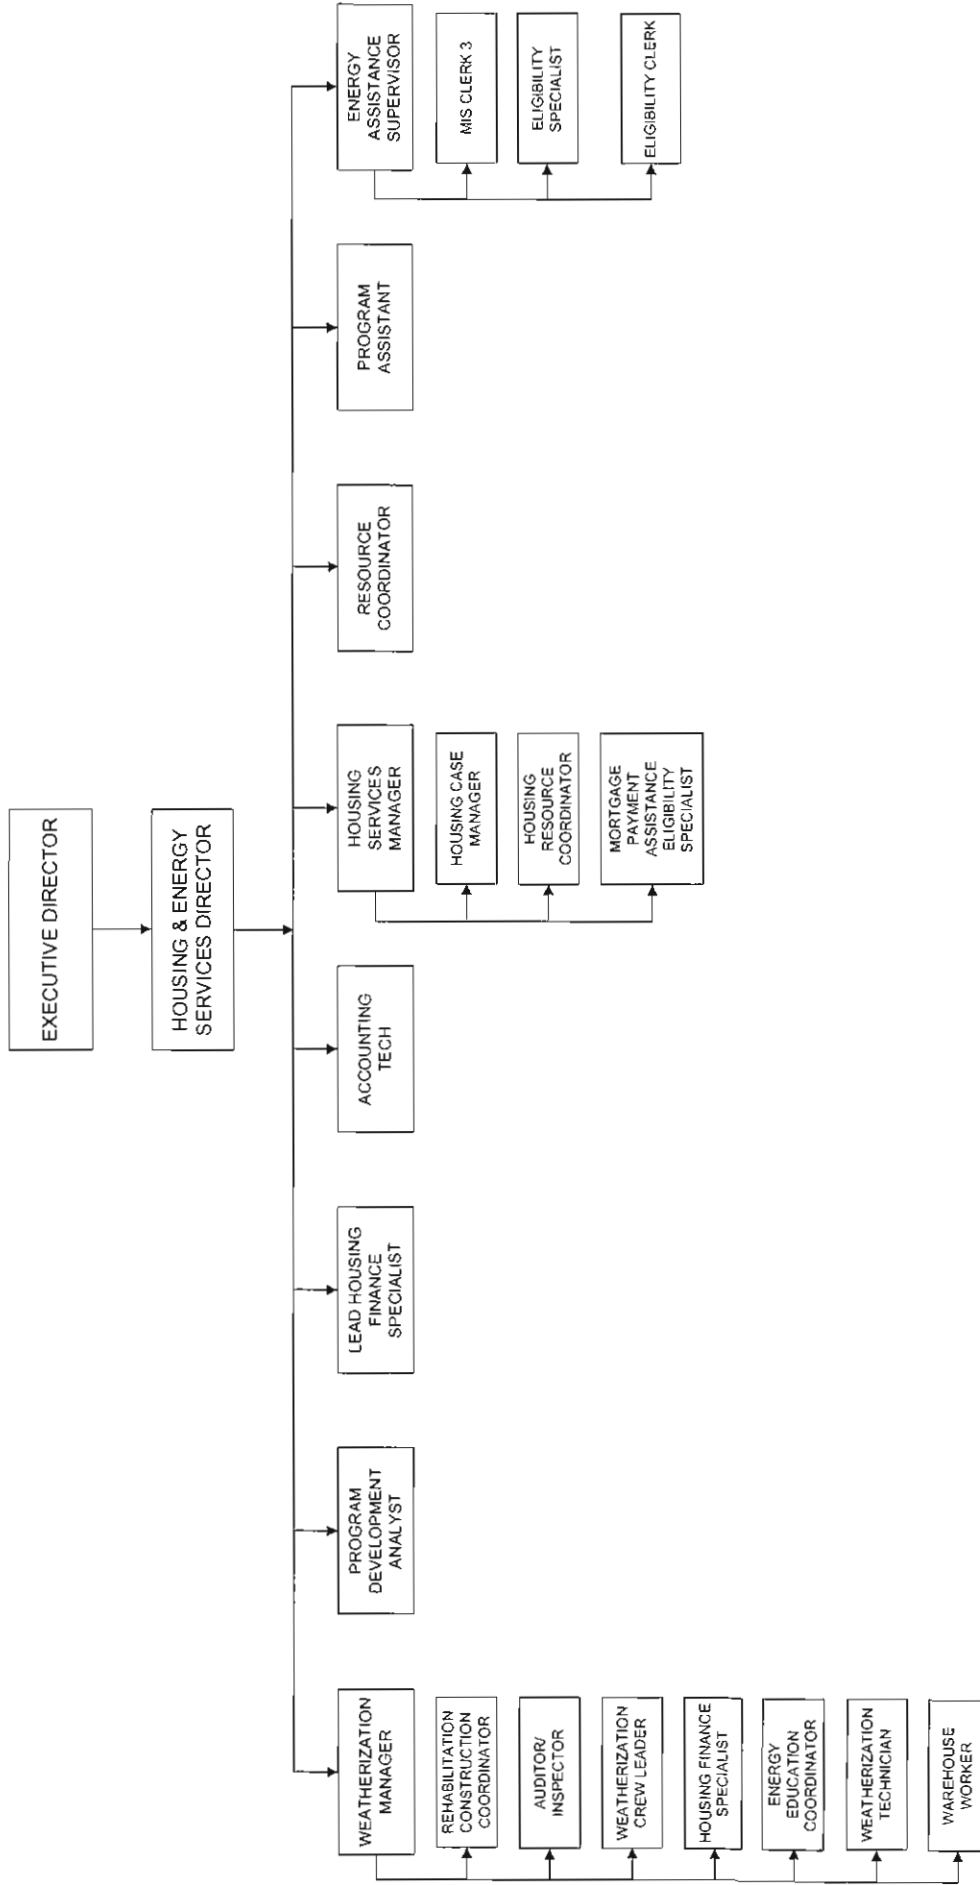 EXECUTIVE DIRECTOR
HOUSING & ENERGY
SERVICES DIRECTOR
WEATHERIZATION
MANAGER
REHABILITATION
CONSTRUCTION
COORDINATOR
AUDITOR/
INSPECTOR
WEATHERIZATION
CREW LEADER
HOUSING FINANCE
SPECIALIST
ENERGY
EDUCATION
COORDINATOR
WEATHERIZATION
TECHNICIAN
WAREHOUSE
WORKER
PROGRAM
DEVELOPMENT
ANALYST
LEAD HOUSING
FINANCE
SPECIALIST
ACCOUNTING
TECH
HOUSING
SERVICES
MANAGER
HOUSING CASE
MANAGER
HOUSING
RESOURCE
COORDINATOR
MORTGAGE
PAYMENT
ASSISTANCE
ELIGIBILITY
SPECIALIST
RESOURCE
COORDINATOR
PROGRAM
ASSISTANT
ENERGY
ASSISTANCE
SUPERVISOR
MIS CLERK 3
ELIGIBILITY
SPECIALIST
ELIGIBILITY CLERK